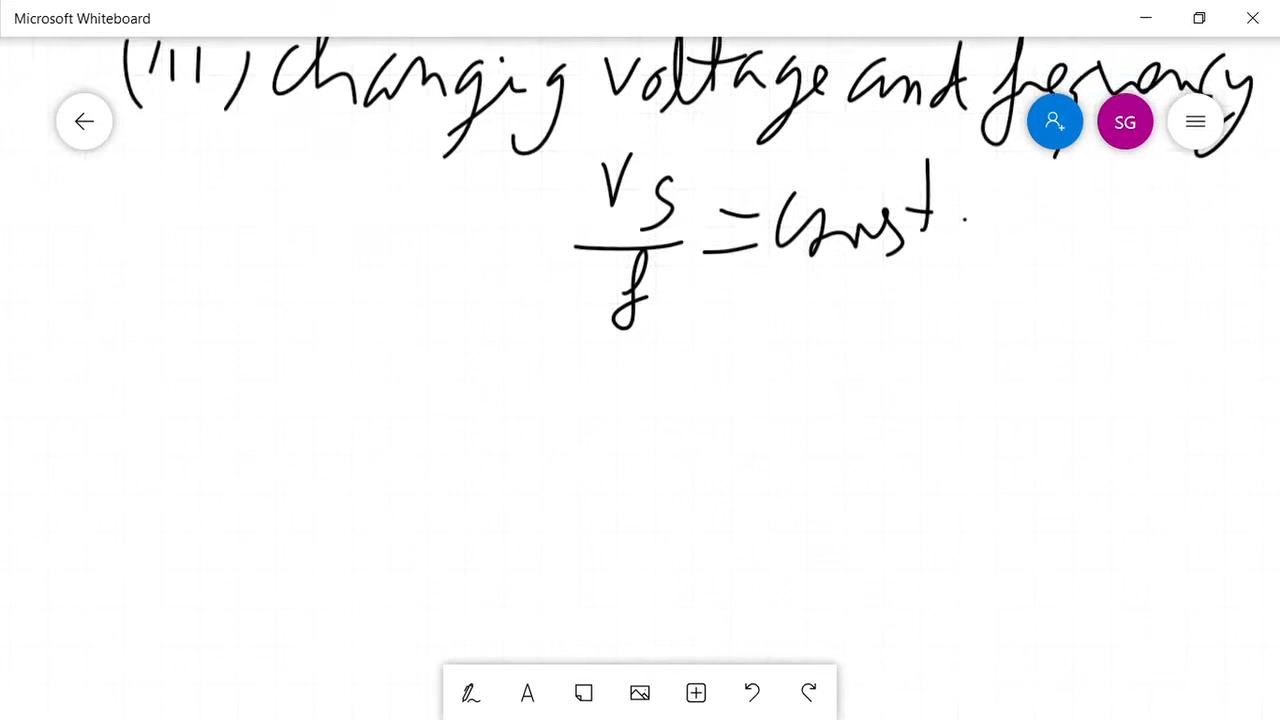 Microsoft Whiteboard
(III) Changing voltage and frequency
SG
Vs
— = Const.
f